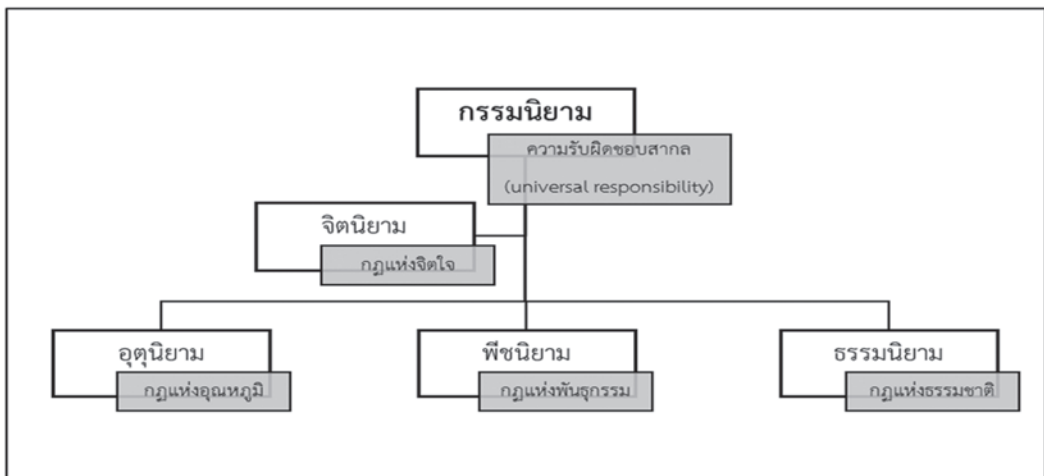 กรรมนิยาม
ความรับผิดชอบสากล
(universal responsibility)
จิตนิยาม
กฎแห่งจิตใจ
อุตุนิยาม
กฎแห่งอุณหภูมิ
พีชนิยาม
กฎแห่งพันธุกรรม
ธรรมนิยาม
กฎแห่งธรรมชาติ